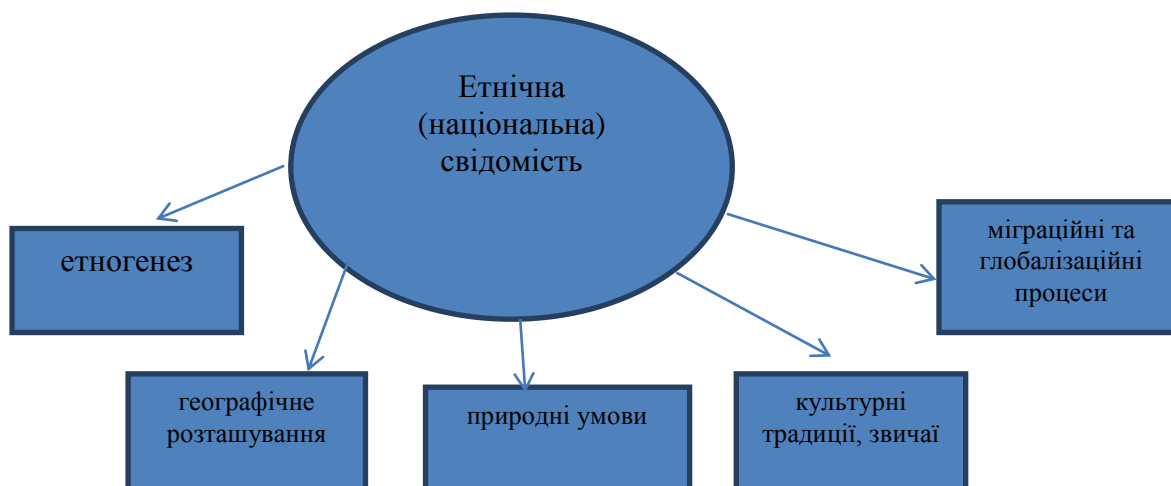 Етнічна
(національна)
свідомість
етногенез
географічне
розташування
природні умови
культурні
традиції, звичаї
міграційні та
глобалізаційні
процеси